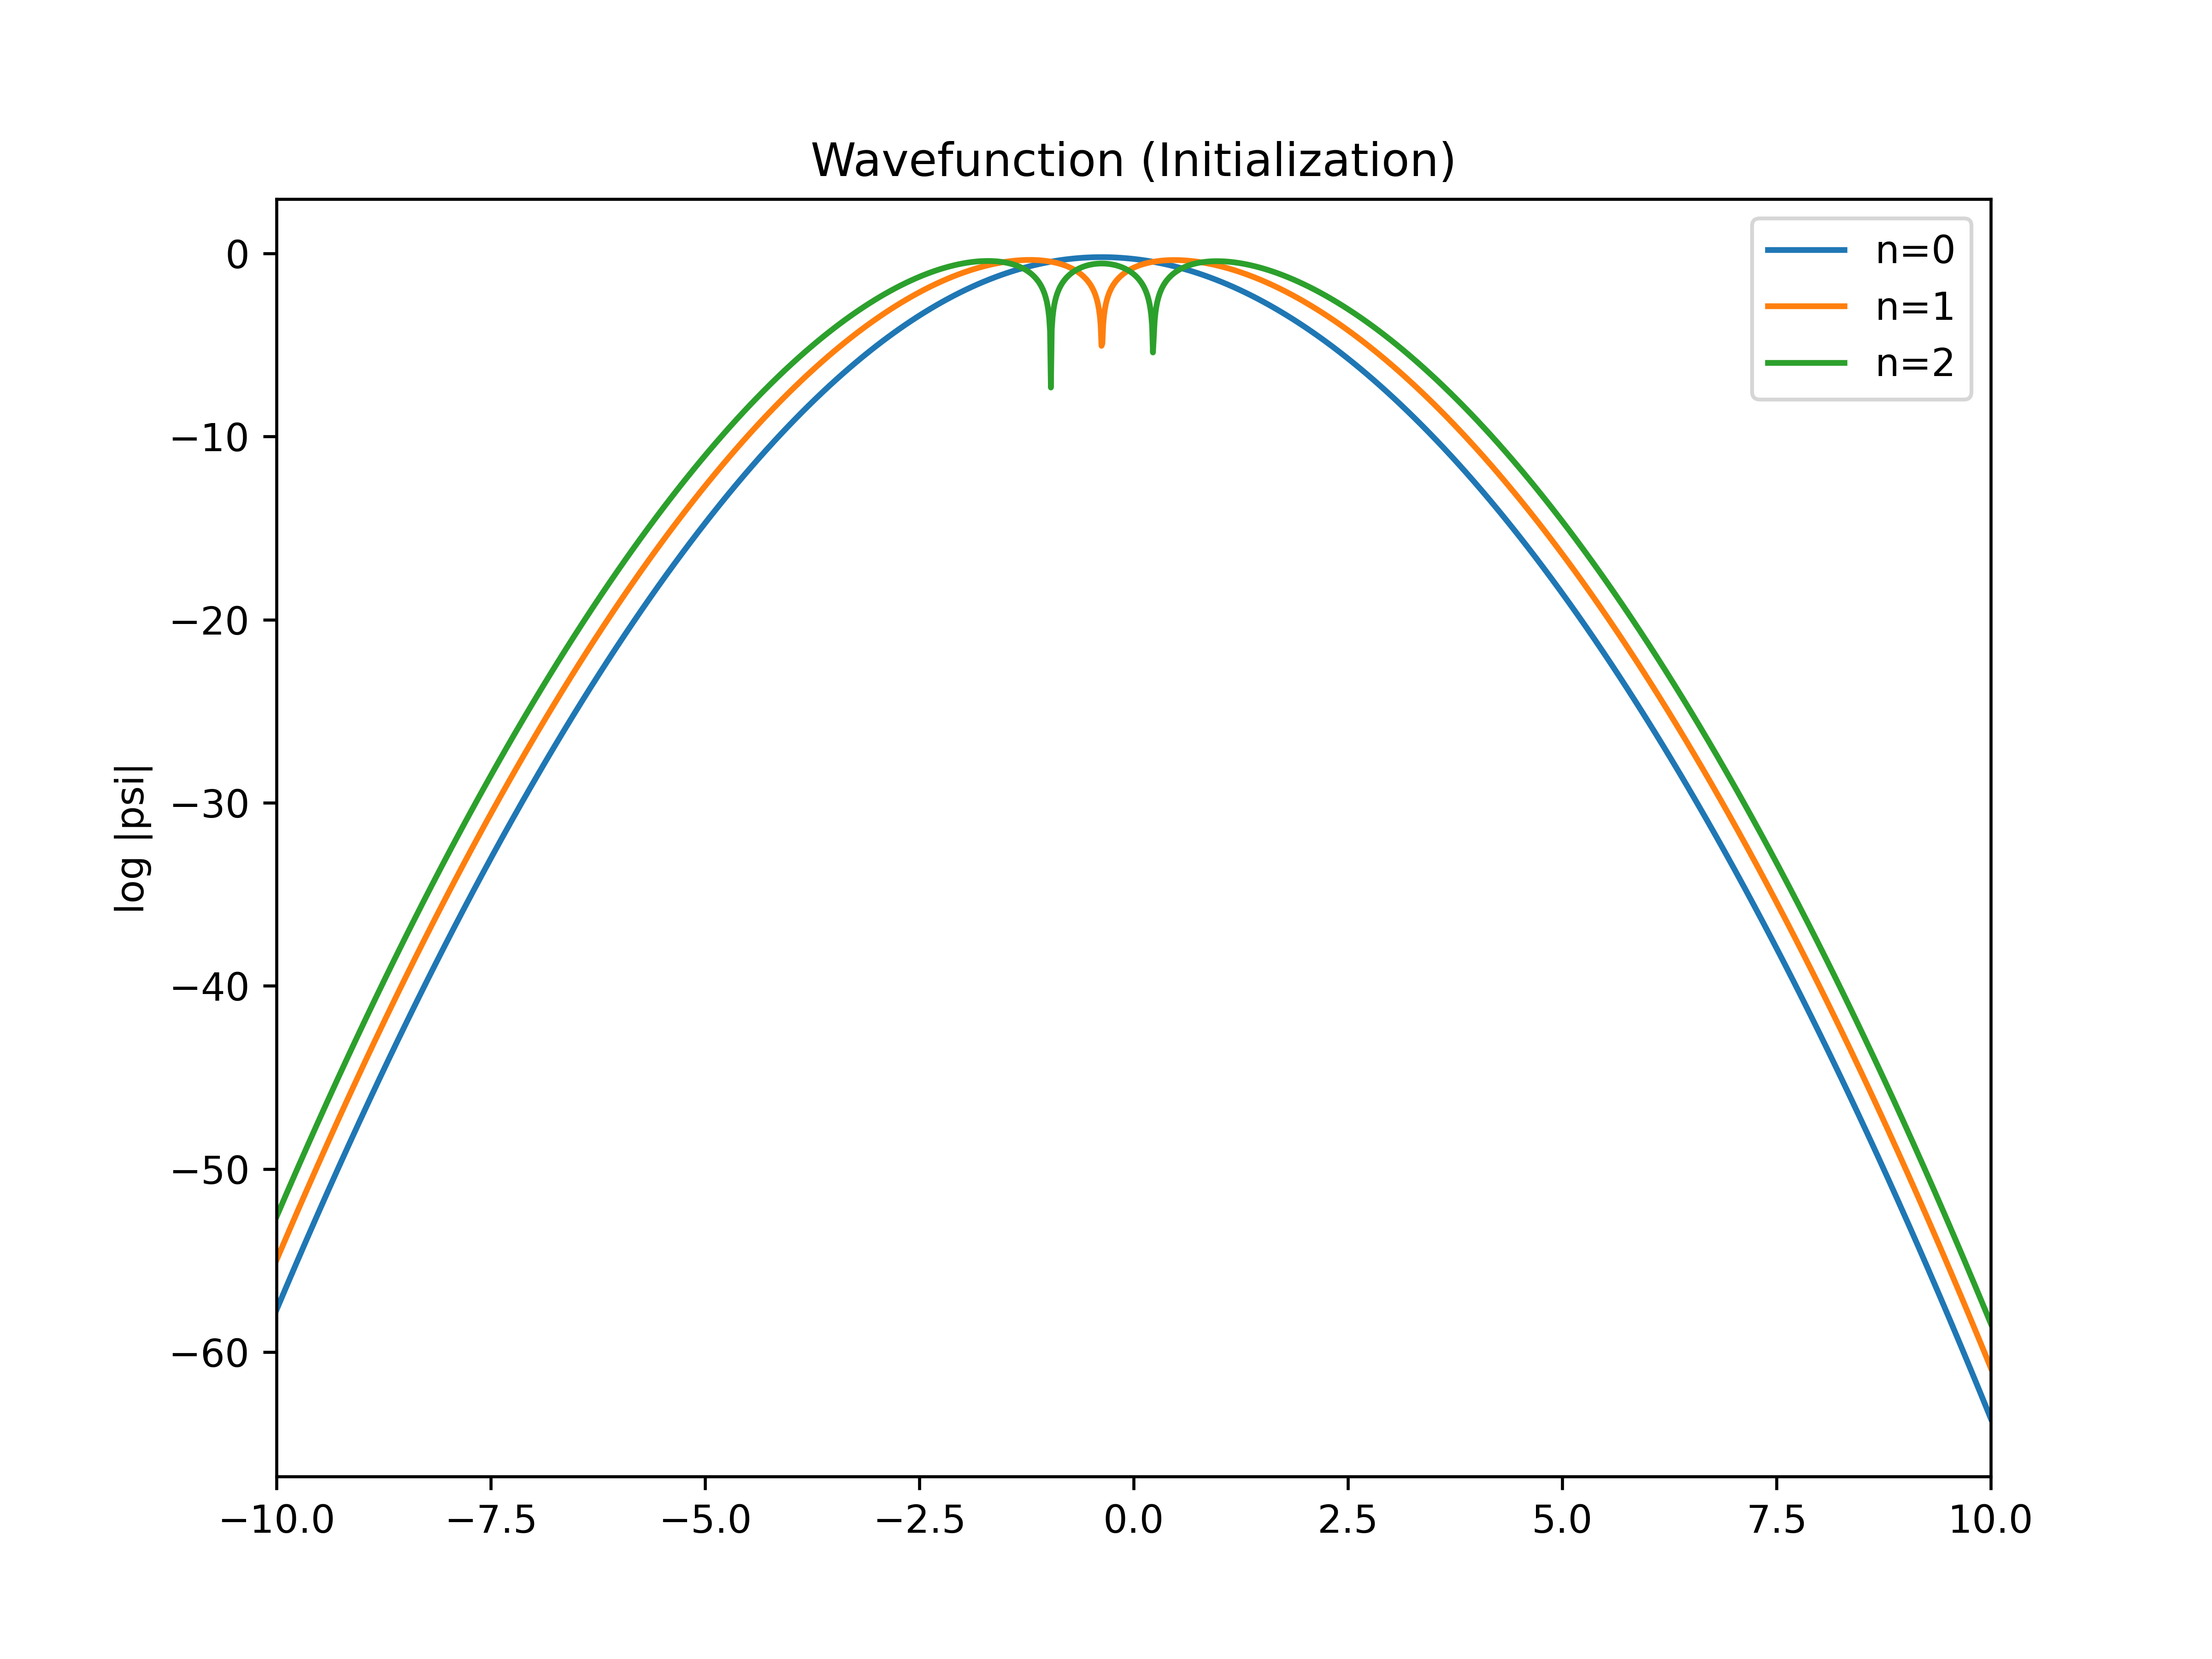 Wavefunction (Initialization)
n=0
n=1
n=2
log |psi|
0
−10
−20
−30
−40
−50
−60
−10.0 −7.5 −5.0 −2.5 0.0 2.5 5.0 7.5 10.0